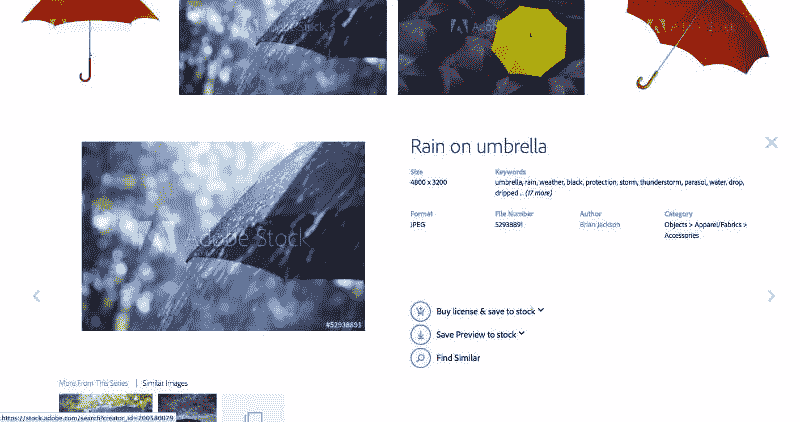 Adobe Stock
Rain on umbrella
Size
4800 x 3200
Keywords
umbrella, rain, weather, black, protection, storm, thunderstorm, parasol, water, drop,
dripped ... (17 more)
Format
JPEG
File Number
52938891
Author
Brian Jackson
Category
Objects > Apparel/Fabrics >
Accessories
#52938891
Buy license & save to stock
Save Preview to stock
Find Similar
More From This Series | Similar Images
https://stock.adobe.com/search?creator_id=200580079